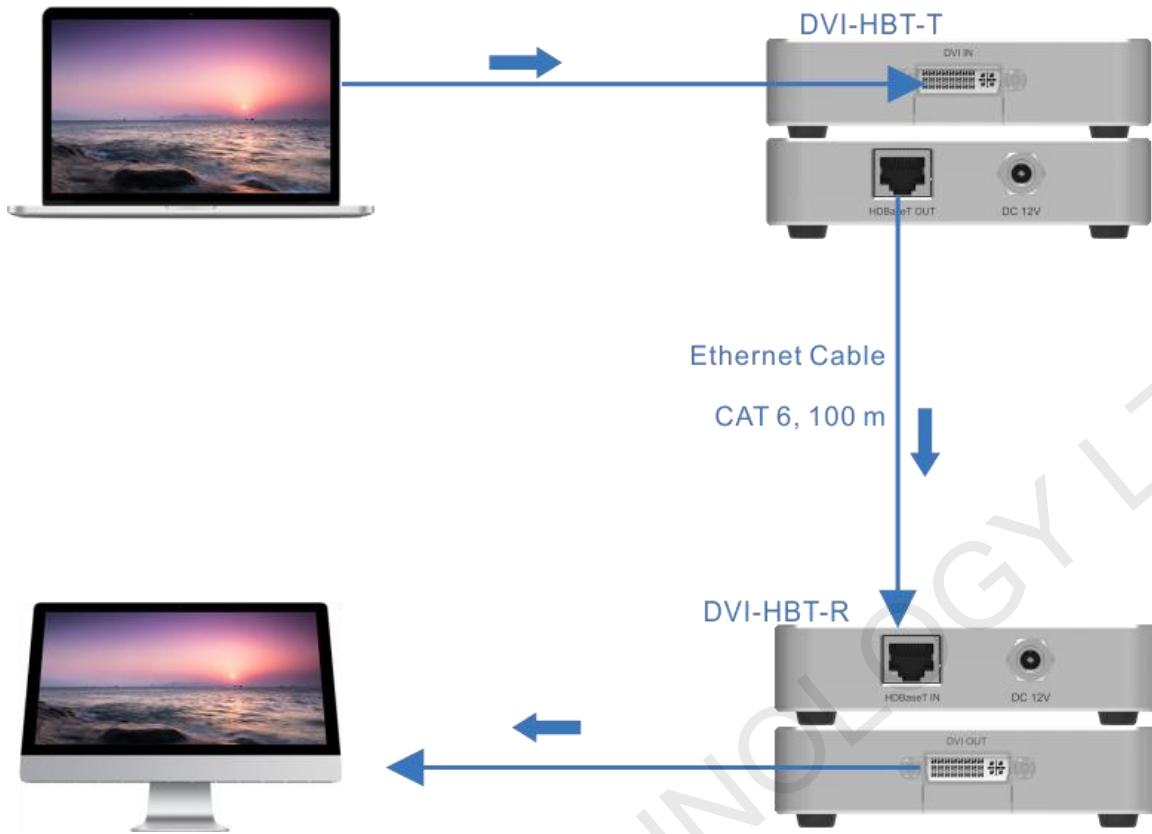 DVI-HBT-T
DVI IN
HDBaseT OUT
DC 12V
Ethernet Cable
CAT 6, 100 m
DVI-HBT-R
HDBaseT IN
DC 12V
DVI OUT
NOLOGY